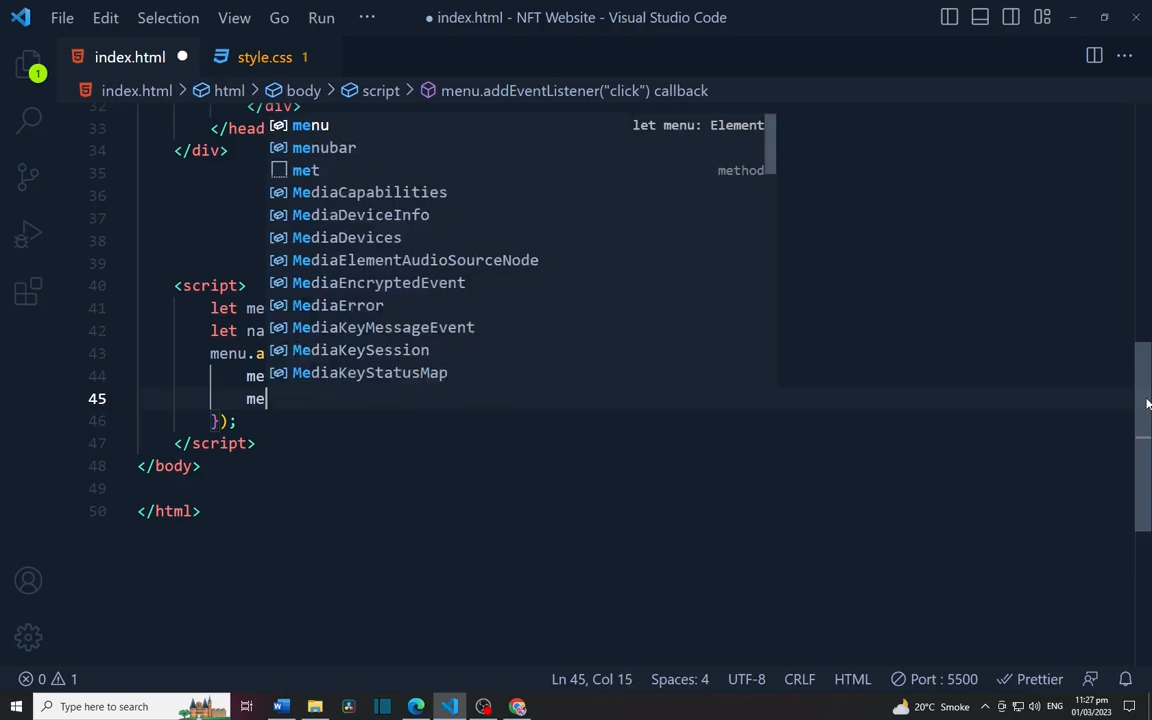 File Edit Selection View Go Run ··· ● index.html - NFT Website - Visual Studio Code
index.html ● style.css 1
1
index.html > html > body > script > menu.addEventListener("click") callback
32 </div>
33 </head
34 </div>
35
36
37
38
39
40 <script>
41 let me
42 let na
43 menu.a
44 me
45 me
46 });
47 </script>
48 </body>
49
50 </html>
menu let menu: Element
menubar
met method
MediaCapabilities
MediaDeviceInfo
MediaDevices
MediaElementAudioSourceNode
MediaEncryptedEvent
MediaError
MediaKeyMessageEvent
MediaKeySession
MediaKeyStatusMap
0 1 Ln 45, Col 15 Spaces: 4 UTF-8 CRLF HTML Port : 5500 Prettier
Type here to search 20°C Smoke ENG 11:27 pm
01/03/2023